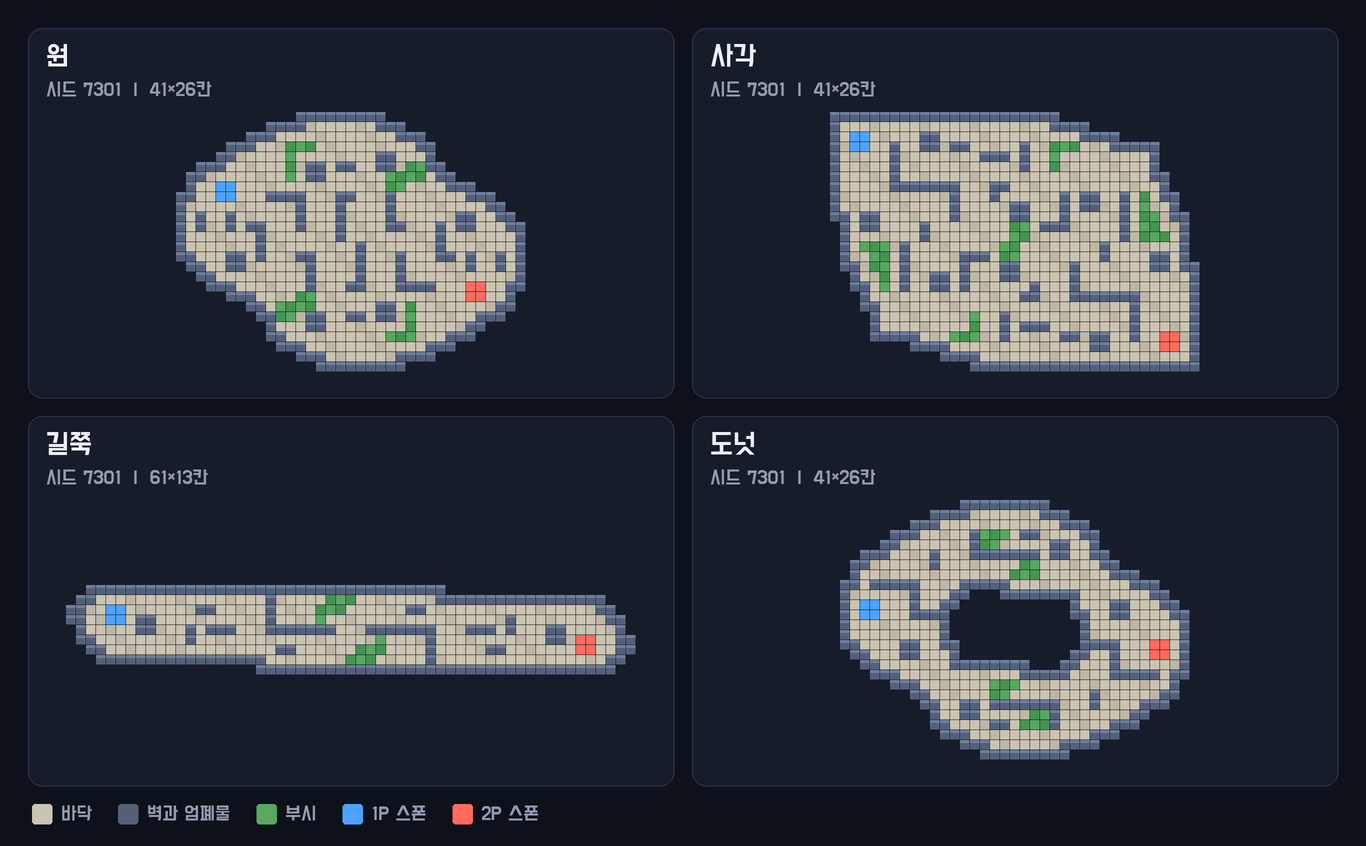 원
시드 7301 | 41×26칸
사각
시드 7301 | 41×26칸
길쭉
시드 7301 | 61×13칸
도넛
시드 7301 | 41×26칸
바닥 벽과 엄폐물 부시 1P 스폰 2P 스폰